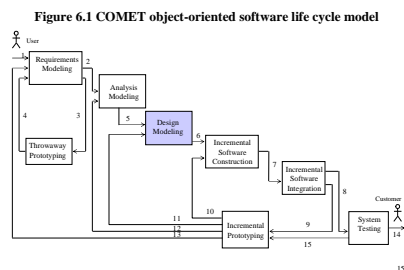 Figure 6.1 COMET object-oriented software life cycle model
User
1
Requirements
Modeling
2
Analysis
Modeling
4
3
5
Design
Modeling
Throwaway
Prototyping
6
Incremental
Software
Construction
7
Incremental
Software
Integration
8
Customer
10
11
12
13
Incremental
Prototyping
9
15
System
Testing
14
15